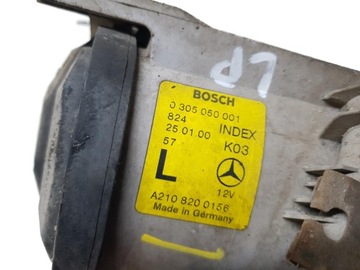 LP
BOSCH
0 305 050 001
824 INDEX
25 01 00 K03
57
L 12V
A210 820 0156
Made in Germany